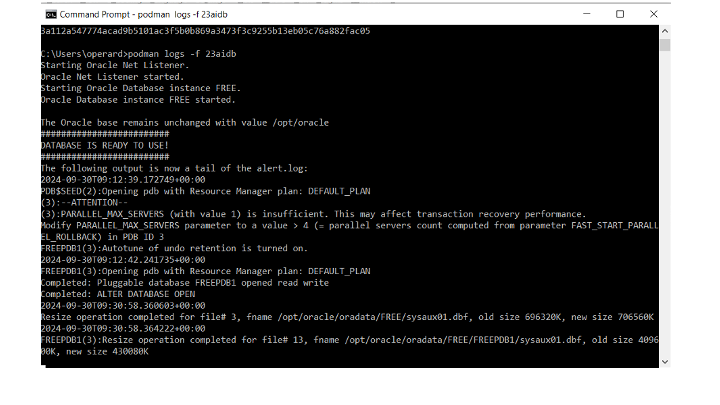 Command Prompt - podman logs -f 23aidb
3a112a547774acad9b5101ac3f5b0b869a3473f3c9255b13eb05c76a882fac05
C:\Users\operard>podman logs -f 23aidb
Starting Oracle Net Listener.
Oracle Net Listener started.
Starting Oracle Database instance FREE.
Oracle Database instance FREE started.
The Oracle base remains unchanged with value /opt/oracle
#########################
DATABASE IS READY TO USE!
#########################
The following output is now a tail of the alert.log:
2024-09-30T09:12:39.172749+00:00
PDB$SEED(2):Opening pdb with Resource Manager plan: DEFAULT_PLAN
(3):--ATTENTION--
(3):PARALLEL_MAX_SERVERS (with value 1) is insufficient. This may affect transaction recovery performance.
Modify PARALLEL_MAX_SERVERS parameter to a value > 4 (= parallel servers count computed from parameter FAST_START_PARALL
EL_ROLLBACK) in PDB ID 3
FREEPDB1(3):Autotune of undo retention is turned on.
2024-09-30T09:12:42.241735+00:00
FREEPDB1(3):Opening pdb with Resource Manager plan: DEFAULT_PLAN
Completed: Pluggable database FREEPDB1 opened read write
Completed: ALTER DATABASE OPEN
2024-09-30T09:30:58.360603+00:00
Resize operation completed for file# 3, fname /opt/oracle/oradata/FREE/sysaux01.dbf, old size 696320K, new size 706560K
2024-09-30T09:30:58.364222+00:00
FREEPDB1(3):Resize operation completed for file# 13, fname /opt/oracle/oradata/FREE/FREEPDB1/sysaux01.dbf, old size 4096
00K, new size 430080K